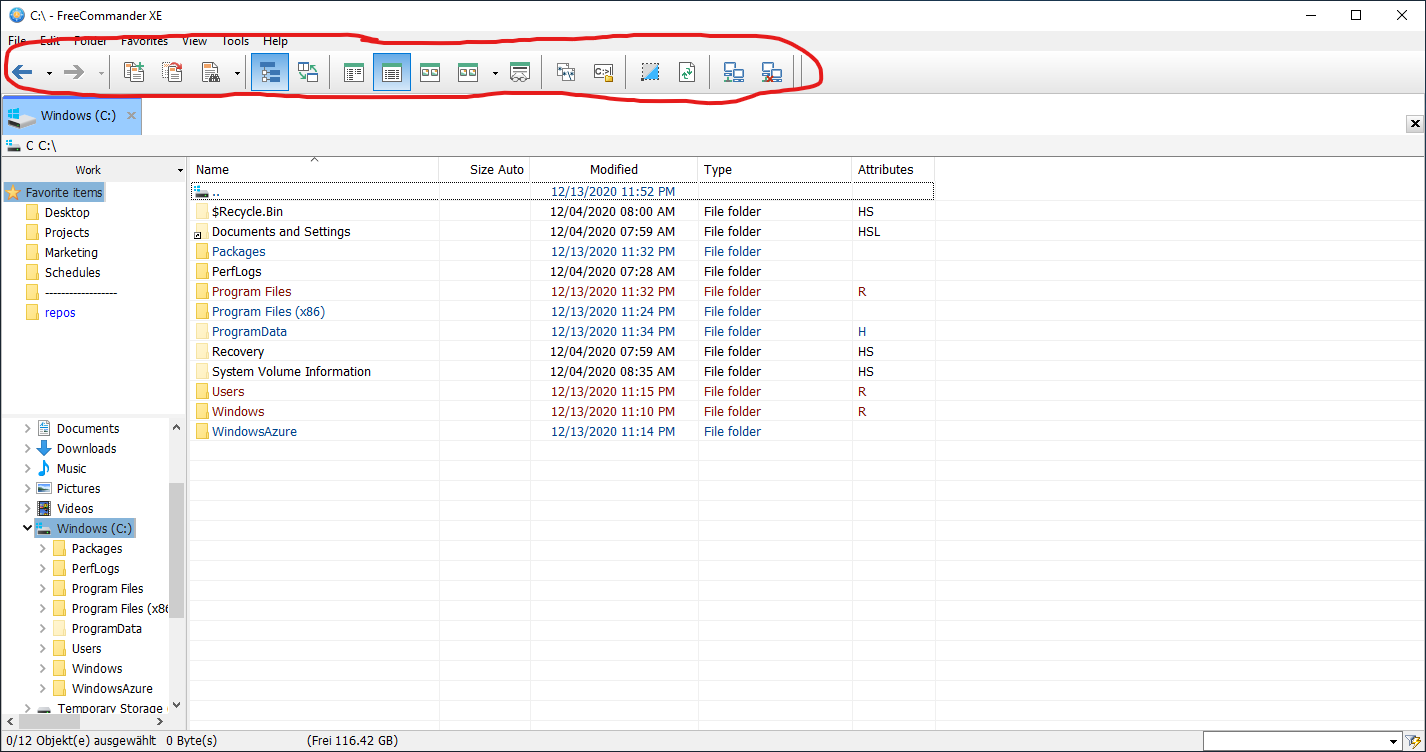 C:\ - FreeCommander XE
File Edit Folder Favorites View Tools Help
C:\
Windows (C:)
C C:\
Work
Favorite items
Desktop
Projects
Marketing
Schedules
------------------
repos
Documents
Downloads
Music
Pictures
Videos
Windows (C:)
Packages
PerfLogs
Program Files
Program Files (x86
ProgramData
Users
Windows
WindowsAzure
Temporary Storage
Name Size Auto Modified Type Attributes
.. 12/13/2020 11:52 PM
$Recycle.Bin 12/04/2020 08:00 AM File folder HS
Documents and Settings 12/04/2020 07:59 AM File folder HSL
Packages 12/13/2020 11:32 PM File folder
PerfLogs 12/04/2020 07:28 AM File folder
Program Files 12/13/2020 11:32 PM File folder R
Program Files (x86) 12/13/2020 11:24 PM File folder
ProgramData 12/13/2020 11:34 PM File folder H
Recovery 12/04/2020 07:59 AM File folder HS
System Volume Information 12/04/2020 08:35 AM File folder HS
Users 12/13/2020 11:15 PM File folder R
Windows 12/13/2020 11:10 PM File folder R
WindowsAzure 12/13/2020 11:14 PM File folder
0/12 Objekt(e) ausgewählt 0 Byte(s) (Frei 116.42 GB)